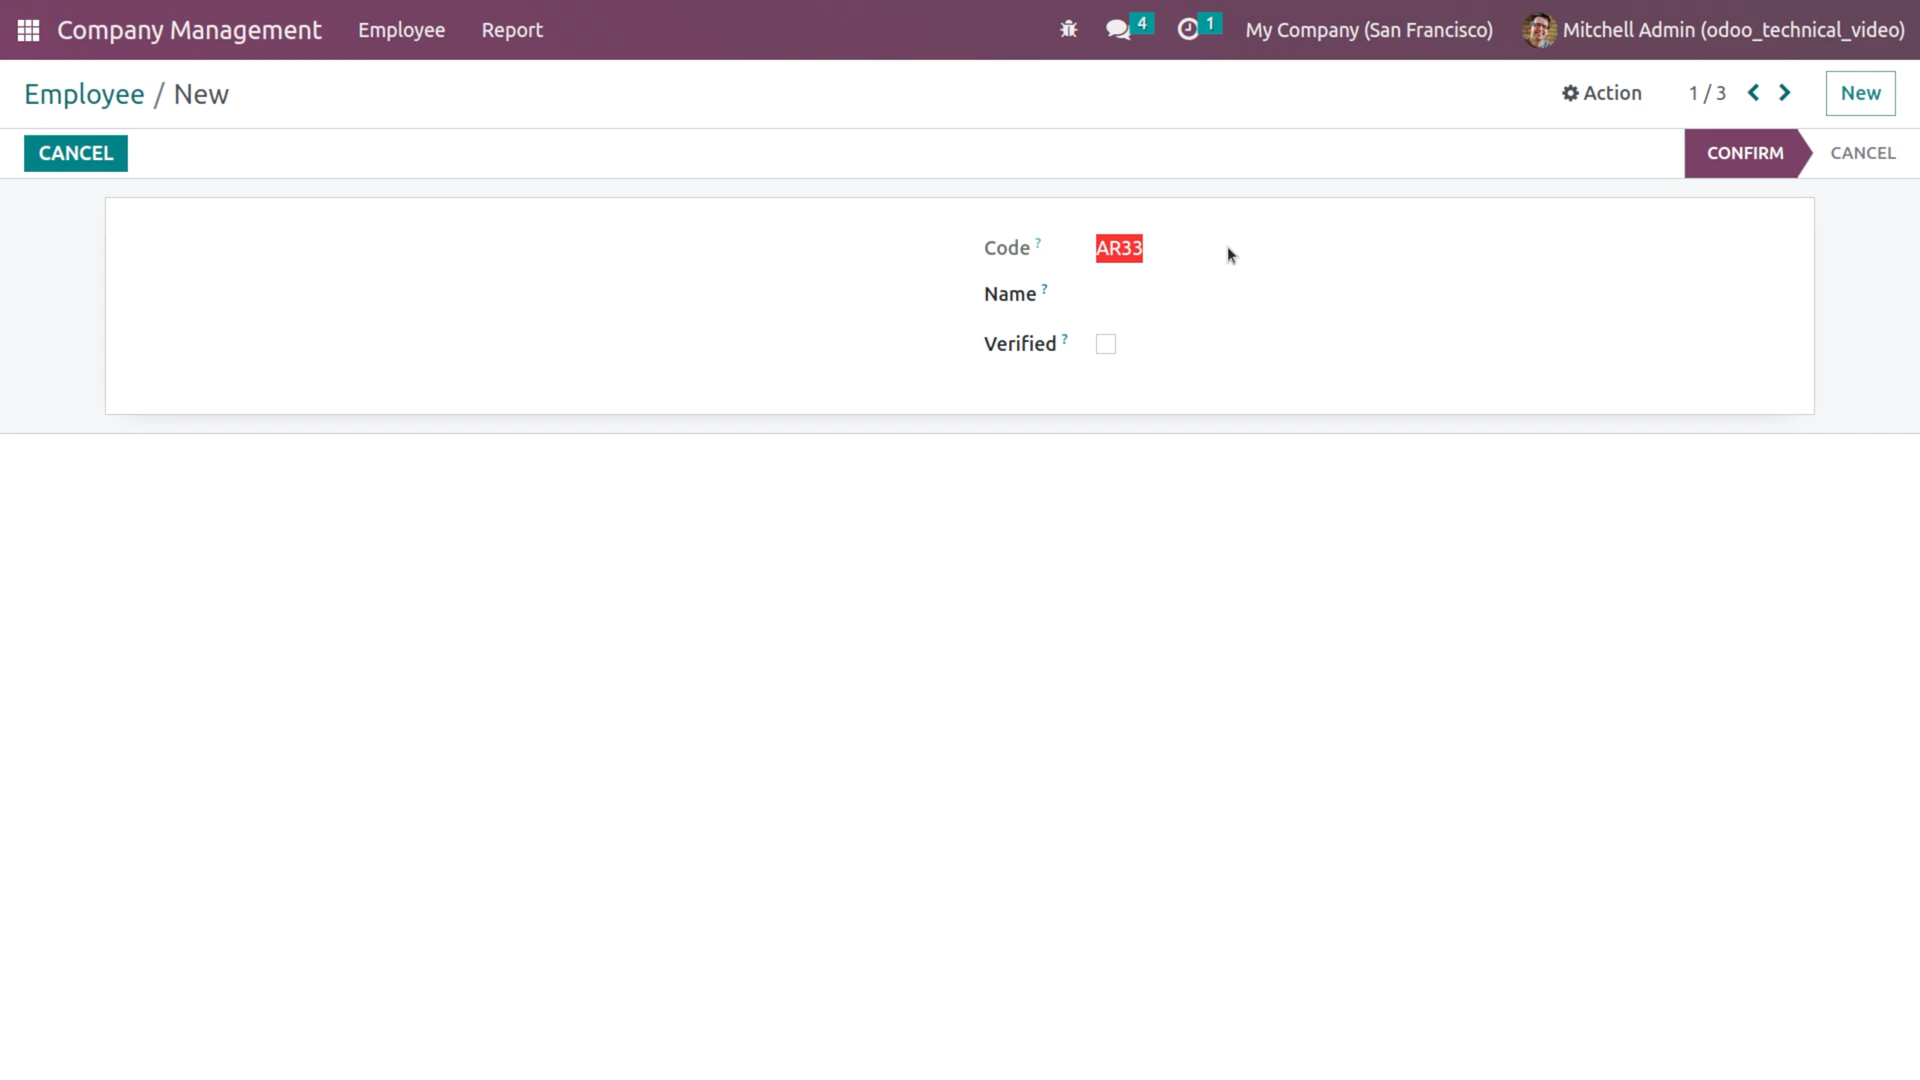 Company Management Employee Report 4 1 My Company (San Francisco) Mitchell Admin (odoo_technical_video)
Employee / New Action 1 / 3 New
CANCEL CONFIRM CANCEL
Code ? AR33
Name ?
Verified ?